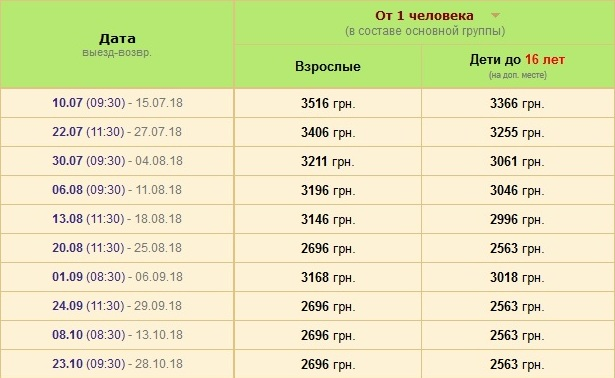 Дата
выезд-возвр.
От 1 человека
(в составе основной группы)
Взрослые
Дети до 16 лет
(на доп. месте)
10.07 (09:30) - 15.07.18 3516 грн. 3366 грн.
22.07 (11:30) - 27.07.18 3406 грн. 3255 грн.
30.07 (09:30) - 04.08.18 3211 грн. 3061 грн.
06.08 (09:30) - 11.08.18 3196 грн. 3046 грн.
13.08 (11:30) - 18.08.18 3146 грн. 2996 грн.
20.08 (11:30) - 25.08.18 2696 грн. 2563 грн.
01.09 (08:30) - 06.09.18 3168 грн. 3018 грн.
24.09 (11:30) - 29.09.18 2696 грн. 2563 грн.
08.10 (08:30) - 13.10.18 2696 грн. 2563 грн.
23.10 (09:30) - 28.10.18 2696 грн. 2563 грн.